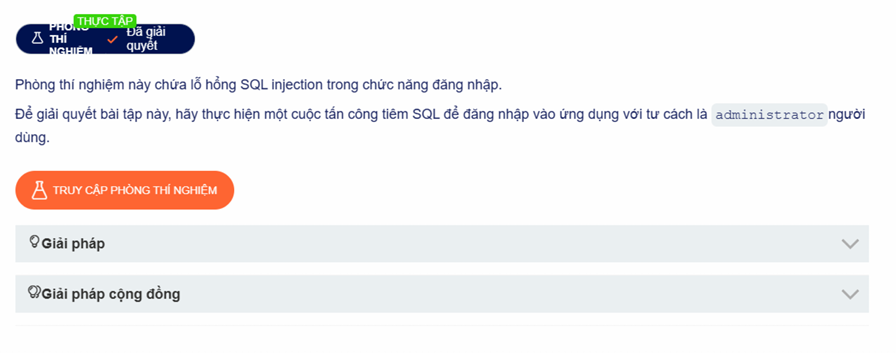 THỰC TẬP
PHÒNG
THÍ
NGHIỆM
Đã giải
quyết
Phòng thí nghiệm này chứa lỗ hổng SQL injection trong chức năng đăng nhập.
Để giải quyết bài tập này, hãy thực hiện một cuộc tấn công tiêm SQL để đăng nhập vào ứng dụng với tư cách là administrator người
dùng.
TRUY CẬP PHÒNG THÍ NGHIỆM
Giải pháp
Giải pháp cộng đồng